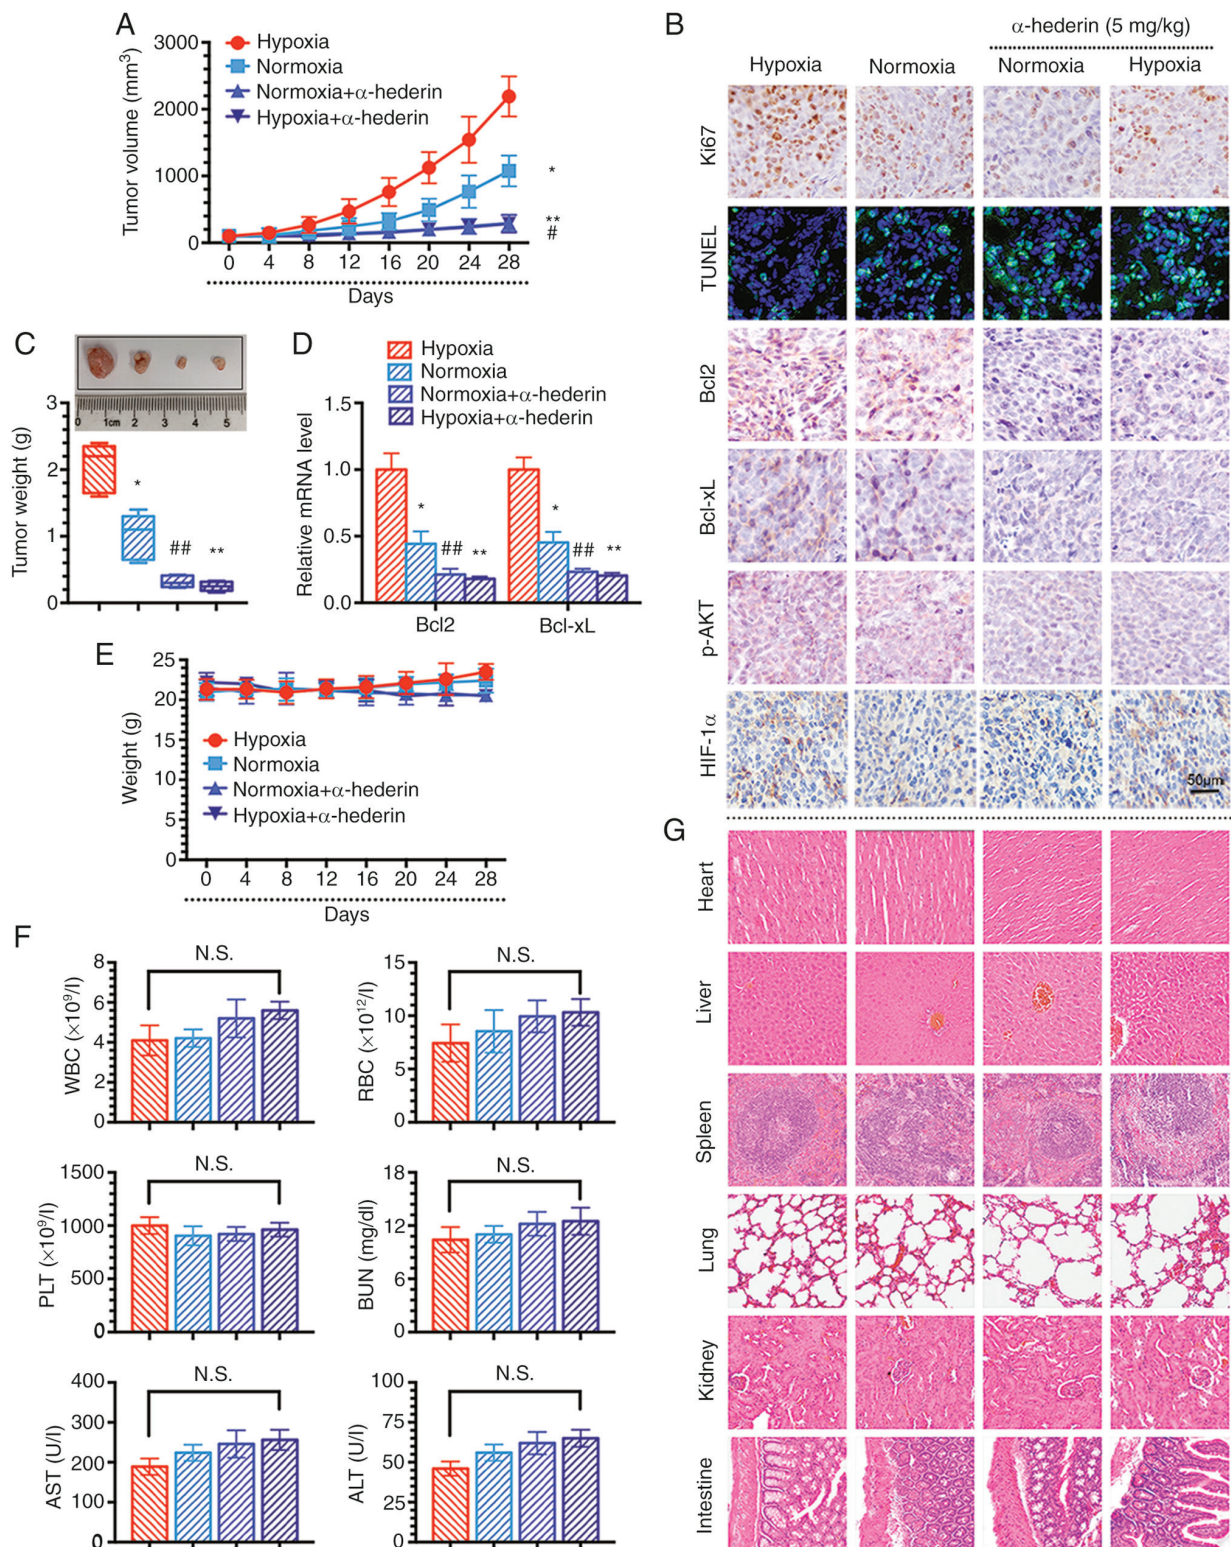 A
Tumor volume (mm³)
3000
2000
1000
0
Hypoxia
Normoxia
Normoxia+α-hederin
Hypoxia+α-hederin
*
**
#
0 4 8 12 16 20 24 28
Days
B
α-hederin (5 mg/kg)
Hypoxia Normoxia Normoxia Hypoxia
Ki67
TUNEL
Bcl2
Bcl-xL
p-AKT
HIF-1α
50μm
C
0 1cm 2 3 4 5
Tumor weight (g)
3
2
1
0
*
##
**
D
Hypoxia
Normoxia
Normoxia+α-hederin
Hypoxia+α-hederin
Relative mRNA level
1.5
1.0
0.5
0.0
* ## ** * ## **
Bcl2 Bcl-xL
E
Weight (g)
25
20
15
10
5
0
Hypoxia
Normoxia
Normoxia+α-hederin
Hypoxia+α-hederin
0 4 8 12 16 20 24 28
Days
F
WBC (×10⁹/l)
8
6
4
2
0
N.S.
RBC (×10¹²/l)
15
10
5
0
N.S.
PLT (×10⁹/l)
1500
1000
500
0
N.S.
BUN (mg/dl)
18
12
6
0
N.S.
AST (U/l)
400
300
200
100
0
N.S.
ALT (U/l)
100
75
50
25
0
N.S.
G
Heart
Liver
Spleen
Lung
Kidney
Intestine